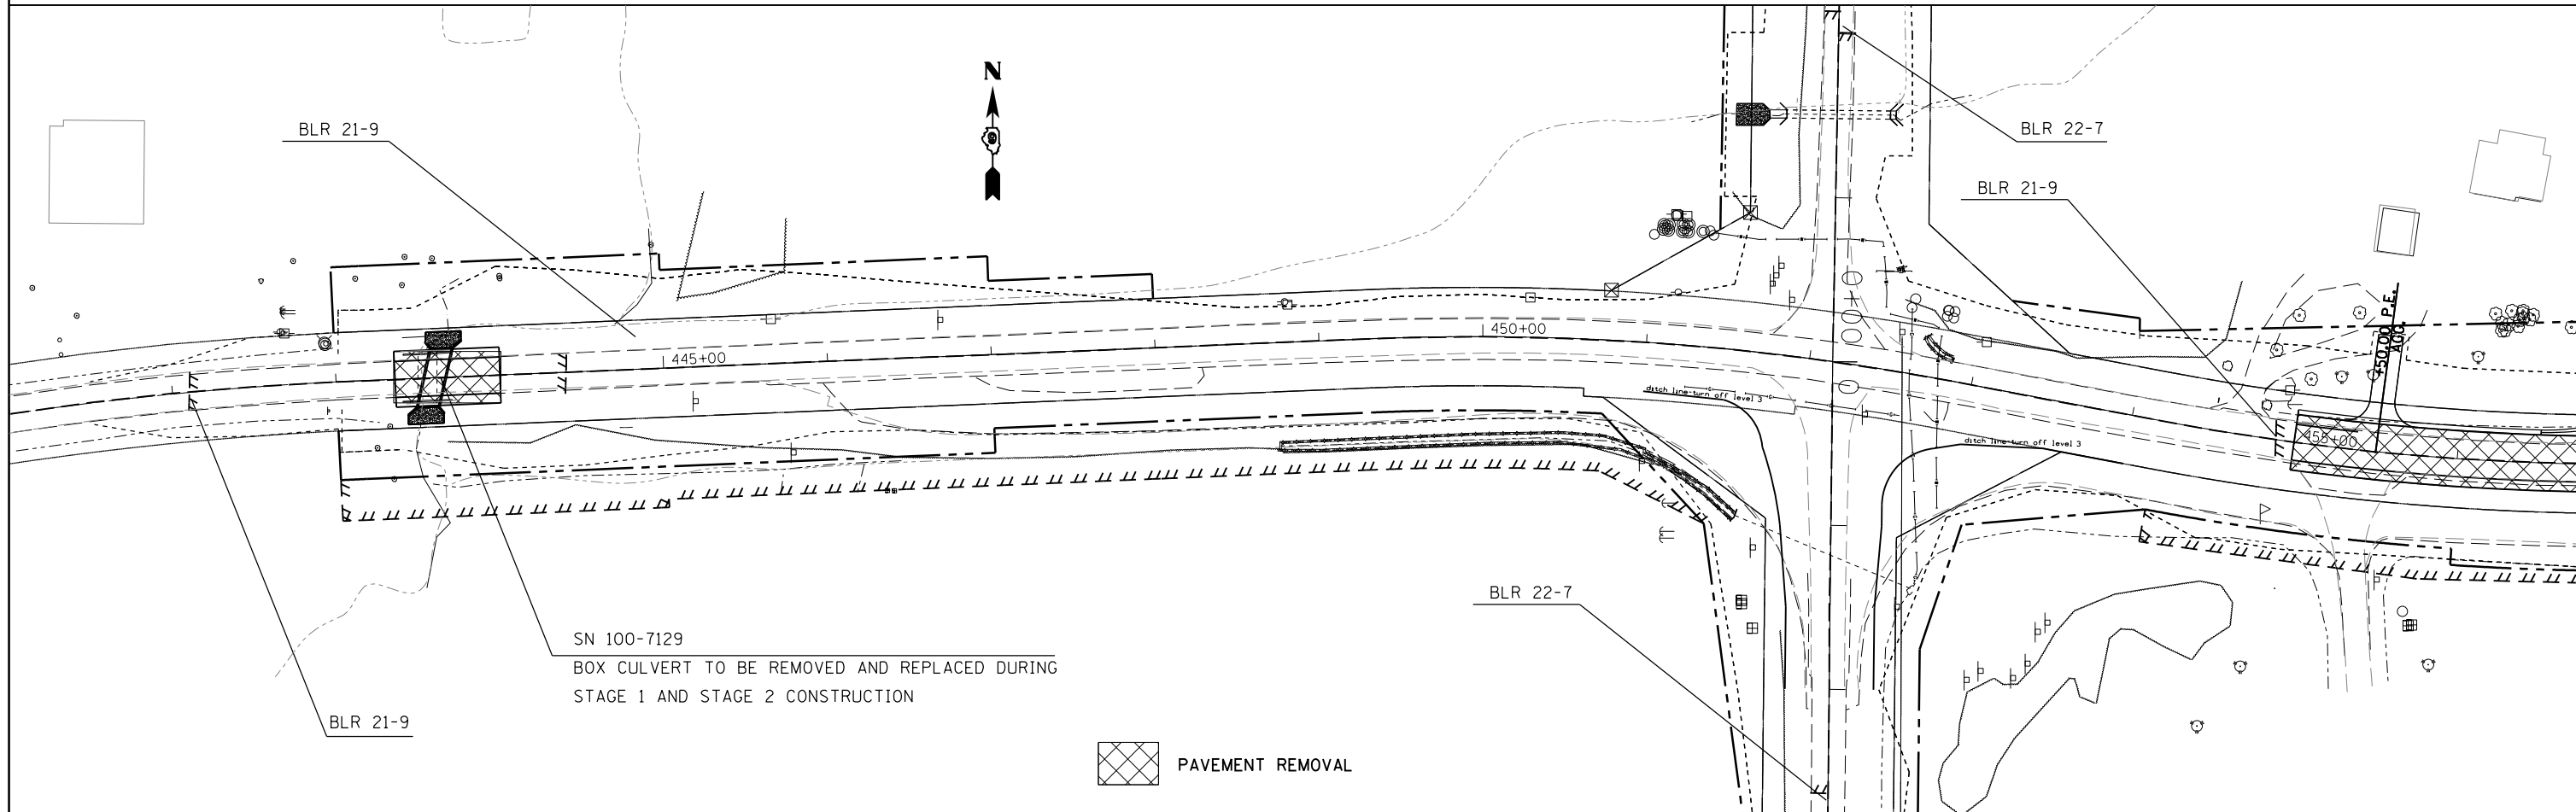 N
BLR 21-9
BLR 22-7
BLR 21-9
450+00
445+00
ditch line-turn off level 3
ditch line-turn off level 3
455+00
P.E.
AGG.
BLR 22-7
SN 100-7129
BOX CULVERT TO BE REMOVED AND REPLACED DURING
STAGE 1 AND STAGE 2 CONSTRUCTION
BLR 21-9
PAVEMENT REMOVAL